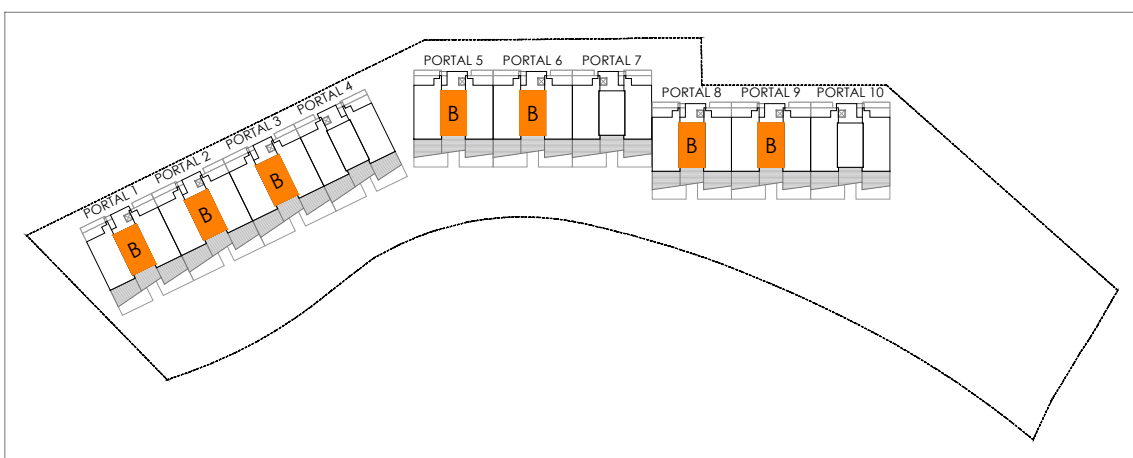 PORTAL 1
PORTAL 2
PORTAL 3
PORTAL 4
PORTAL 5
PORTAL 6
PORTAL 7
PORTAL 8
PORTAL 9
PORTAL 10
B
B
B
B
B
B
B